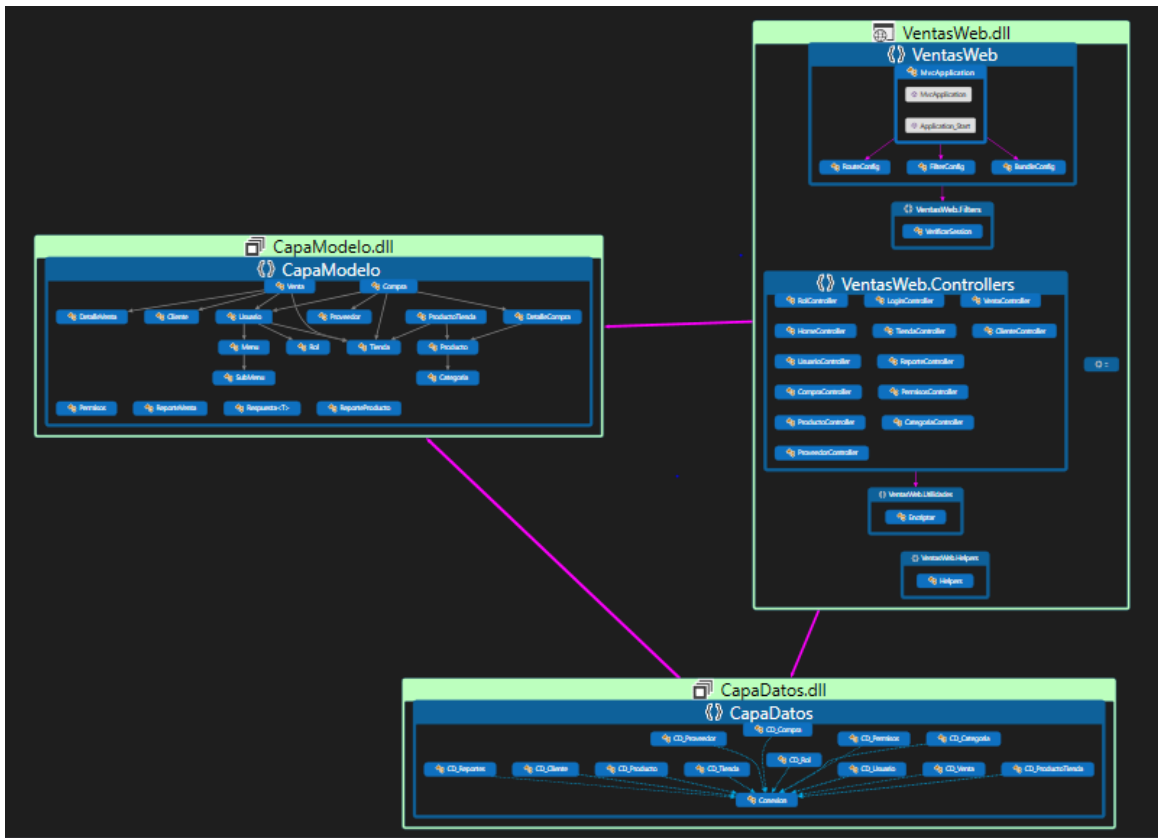 VentasWeb.dll
VentasWeb
MvcApplication
MvcApplication
Application_Start
RouteConfig FilterConfig BundleConfig
VentasWeb.Filters
VerificarSession
VentasWeb.Controllers
RolController LoginController VentaController
HomeController TiendaController ClienteController
UsuarioController ReporteController
CompraController PermisosController
ProductoController CategoriaController
ProveedorController
VentasWeb.Utilidades
Encriptar
VentasWeb.Helpers
Helpers
CapaModelo.dll
CapaModelo
Venta Compra
DetalleVenta Cliente Usuario Proveedor ProductoTienda DetalleCompra
Menu Rol Tienda Producto
SubMenu Categoria
Permisos ReporteVenta Respuesta<T> ReporteProducto
CapaDatos.dll
CapaDatos
CD_Proveedor CD_Compra CD_Permisos CD_Categoria
CD_Rol
CD_Reportes CD_Cliente CD_Producto CD_Tienda CD_Usuario CD_Venta CD_ProductoTienda
Conexion